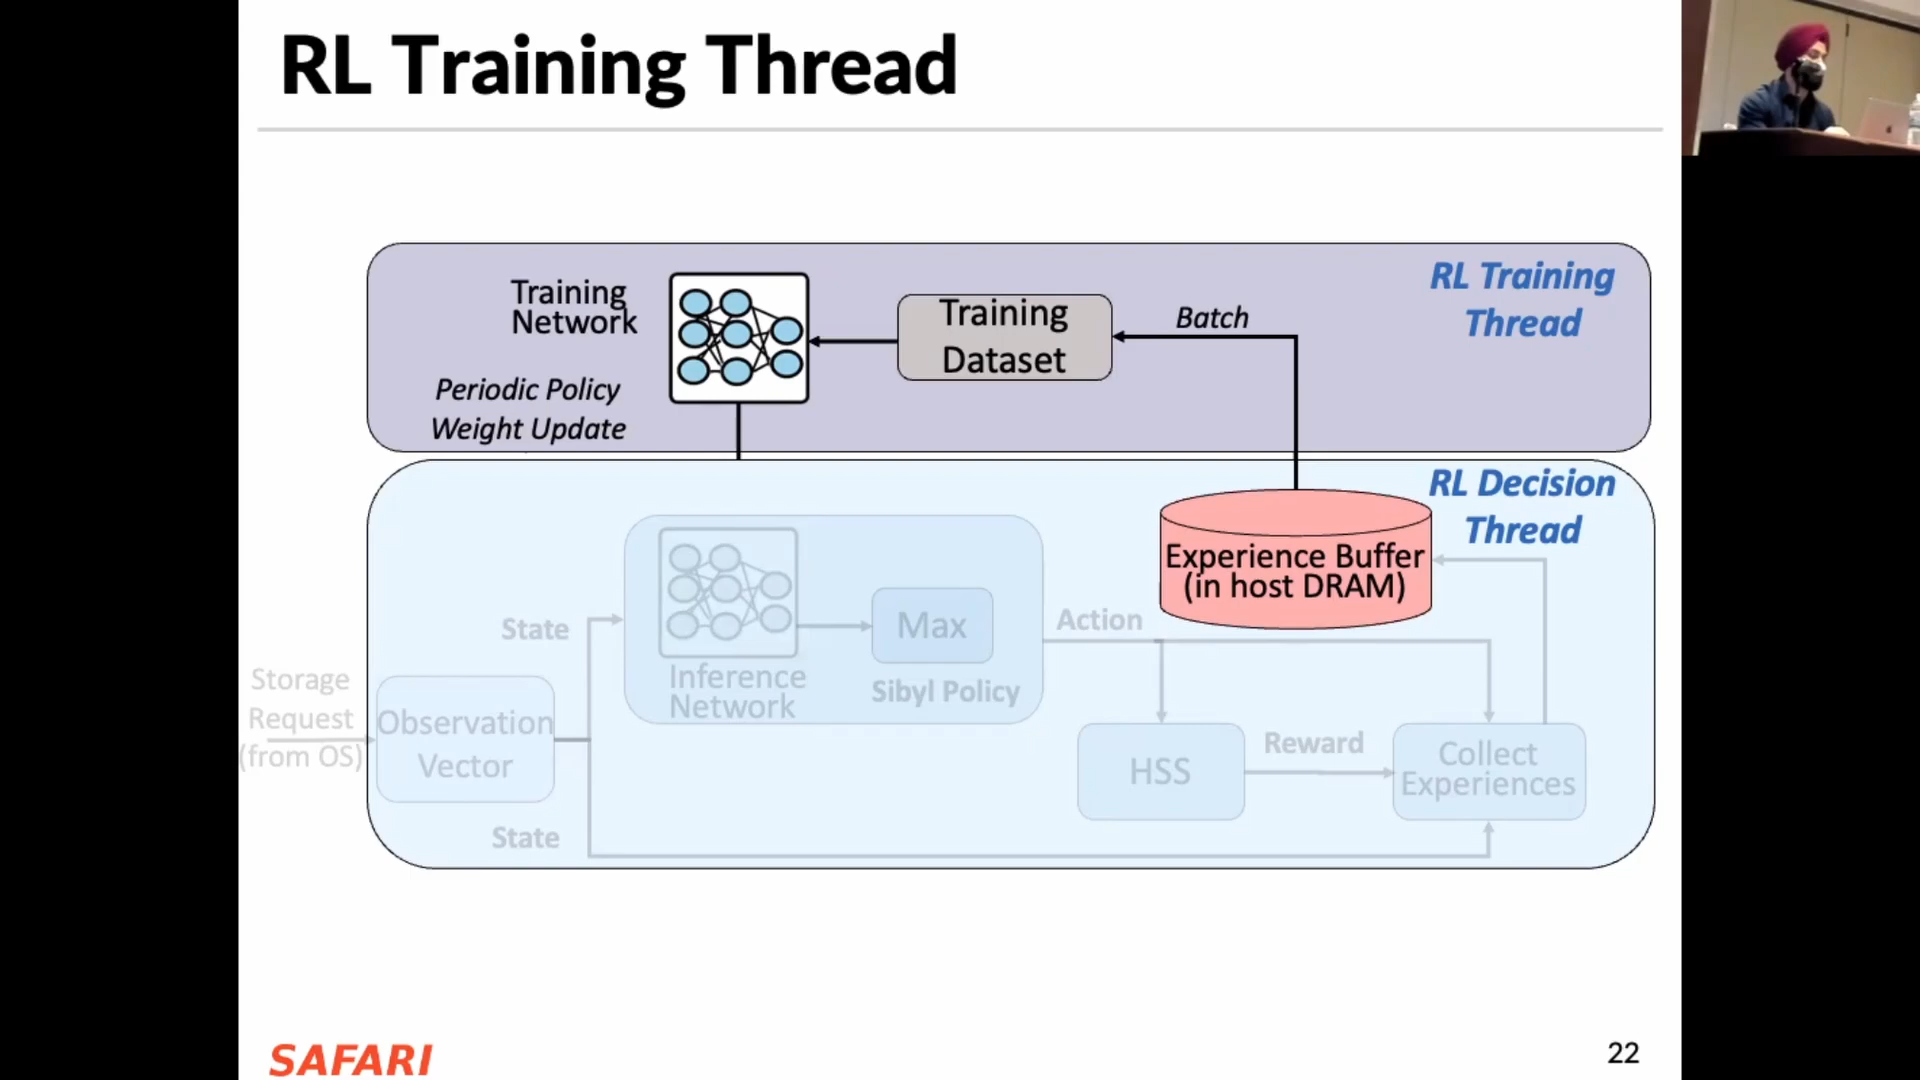 RL Training Thread
RL Training
Thread
Training
Network
Training
Dataset
Batch
Periodic Policy
Weight Update
RL Decision
Thread
Experience Buffer
(in host DRAM)
State
Max
Action
Inference
Network
Sibyl Policy
Storage
Request
(from OS)
Observation
Vector
HSS
Reward
Collect
Experiences
State
SAFARI
22